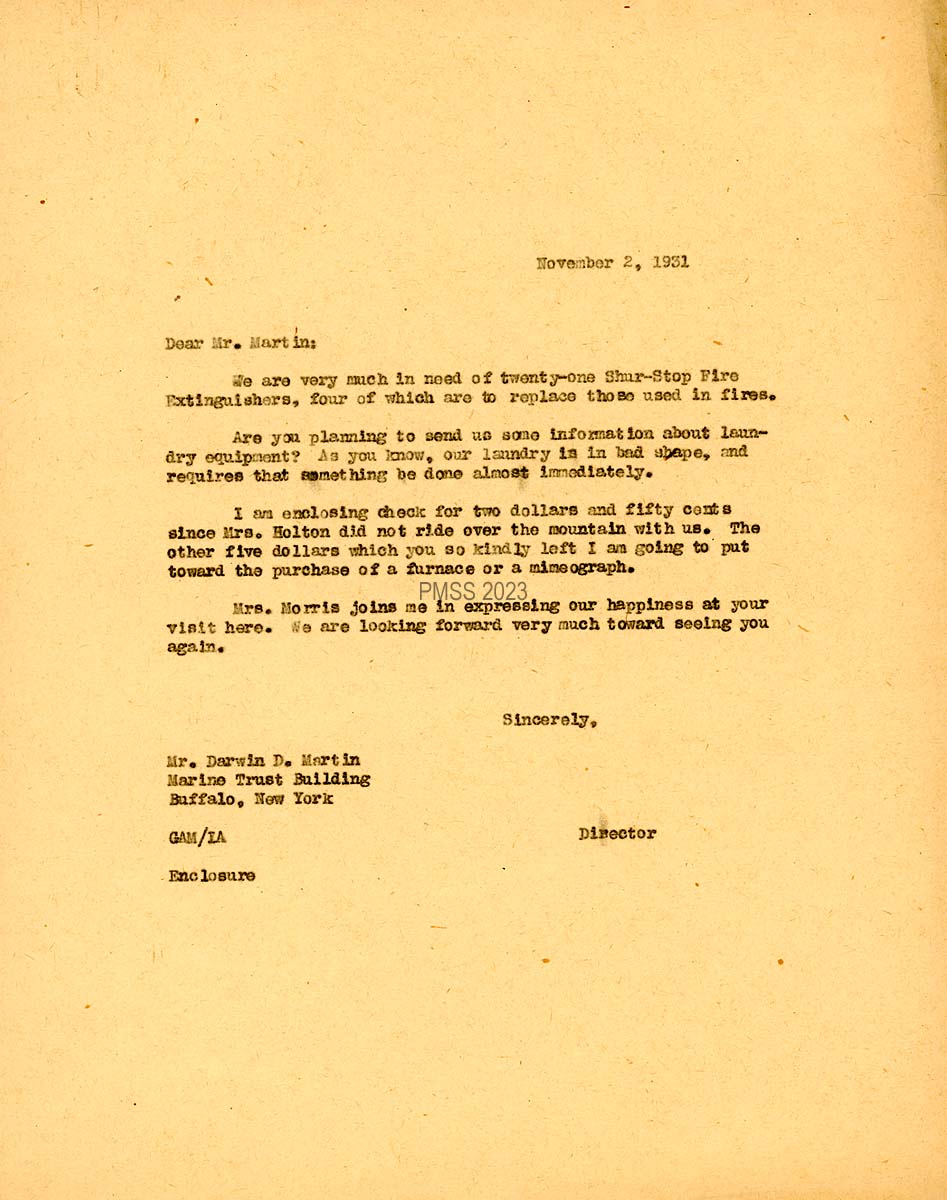 November 2, 1931
Dear Mr. Martin:
We are very much in need of twenty-one Shur-Stop Fire
Extinguishers, four of which are to replace those used in fires.
Are you planning to send us some information about laun-
dry equipment? As you know, our laundry is in bad shape, and
requires that something be done almost immediately.
I am enclosing check for two dollars and fifty cents
since Mrs. Holton did not ride over the mountain with us. The
other five dollars which you so kindly left I am going to put
toward the purchase of a furnace or a mimeograph.
PMSS 2023
Mrs. Morris joins me in expressing our happiness at your
visit here. We are looking forward very much toward seeing you
again.
Sincerely,
Mr. Darwin D. Martin
Marine Trust Building
Buffalo, New York
GAM/IA
Director
Enclosure